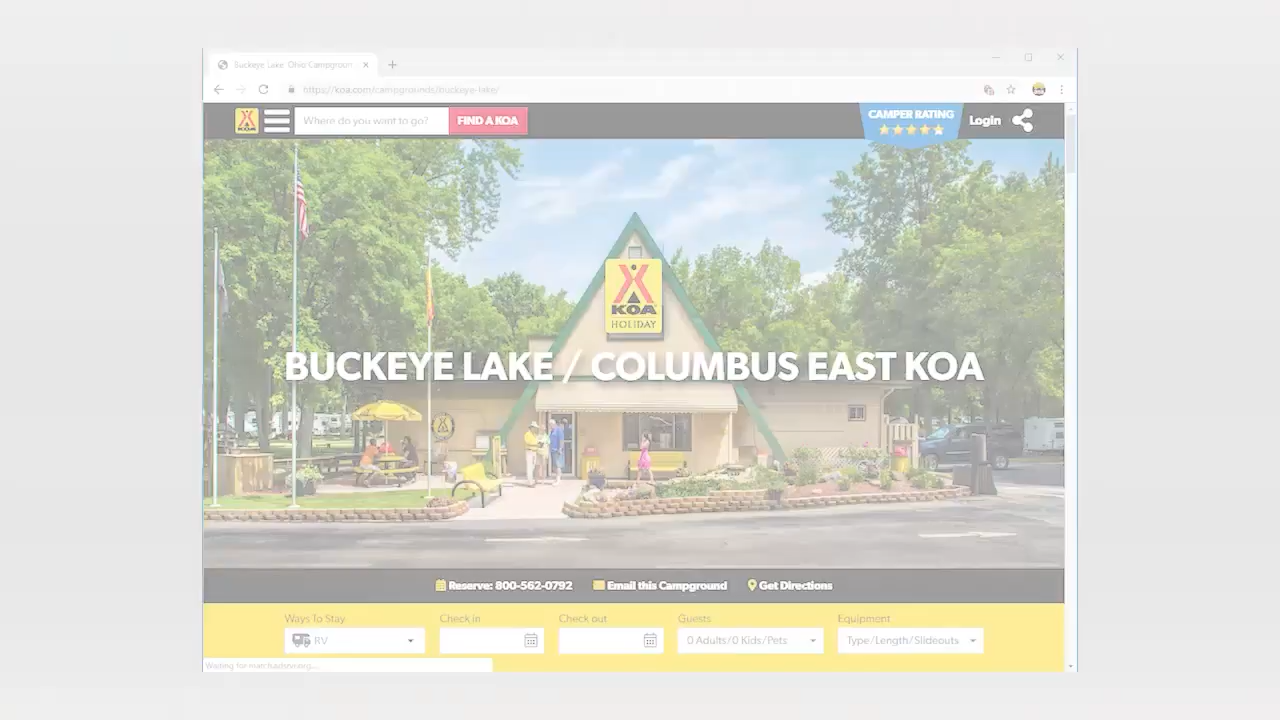 Buckeye Lake, Ohio Campgroun
https://koa.com/campgrounds/buckeye-lake/
KOA
Where do you want to go?
FIND A KOA
CAMPER RATING
Login
KOA
HOLIDAY
BUCKEYE LAKE / COLUMBUS EAST KOA
Reserve: 800-562-0792
Email this Campground
Get Directions
Ways To Stay
Check in
Check out
Guests
Equipment
RV
0 Adults/0 Kids/Pets
Type/Length/Slideouts